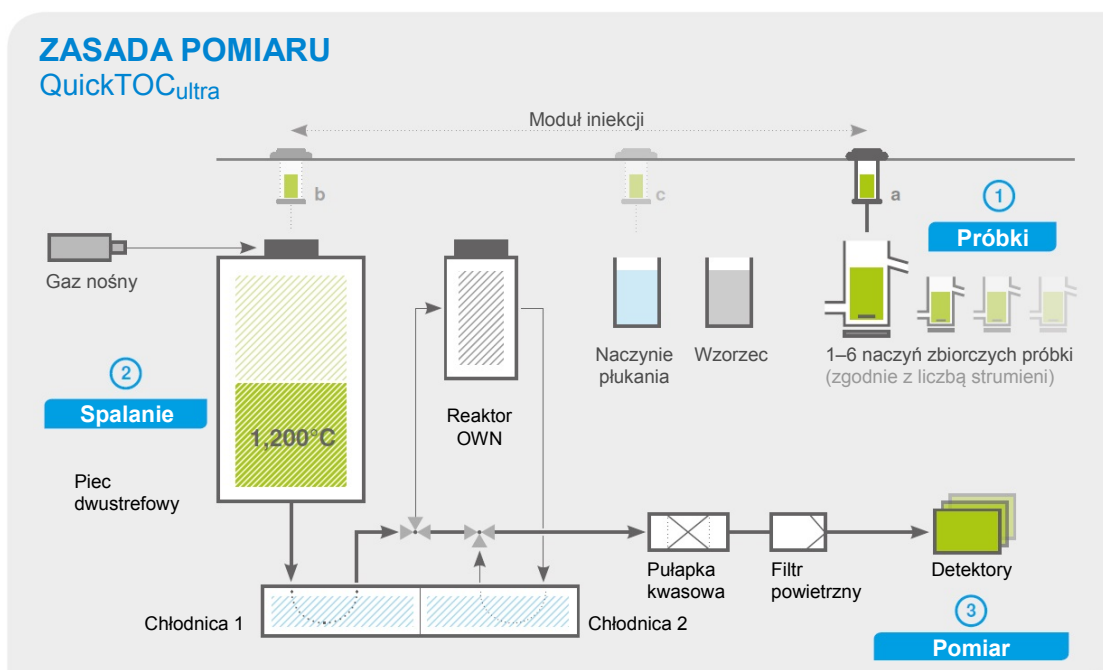 ZASADA POMIARU
QuickTOCultra
Moduł iniekcji
b
c
a
1
Próbki
Gaz nośny
Naczynie
płukania
Wzorzec
1–6 naczyń zbiorczych próbki
(zgodnie z liczbą strumieni)
2
Spalanie
1,200°C
Reaktor
OWN
Piec
dwustrefowy
Pułapka
kwasowa
Filtr
powietrzny
Detektory
Chłodnica 1
Chłodnica 2
3
Pomiar